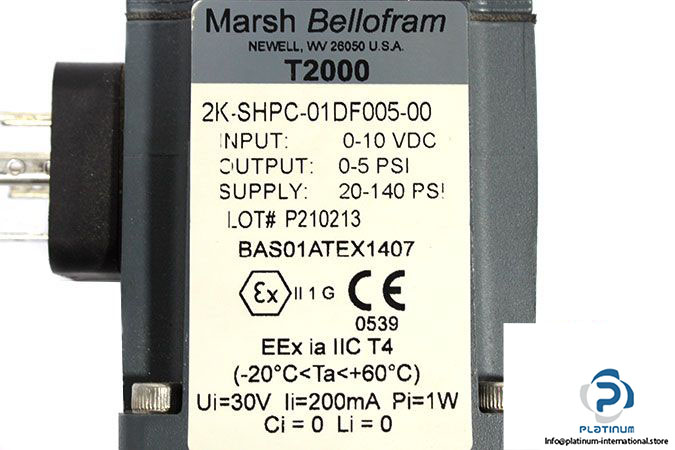 Marsh Bellofram
NEWELL, WV 26050 U.S.A.
T2000
2K-SHPC-01DF005-00
INPUT: 0-10 VDC
OUTPUT: 0-5 PSI
SUPPLY: 20-140 PSI
LOT# P210213
BAS01ATEX1407
Ex II 1 G CE
0539
EEx ia IIC T4
(-20°C<Ta<+60°C)
Ui=30V Ii=200mA Pi=1W
Ci = 0 Li = 0
PLATINUM
Info@platinum-international.store